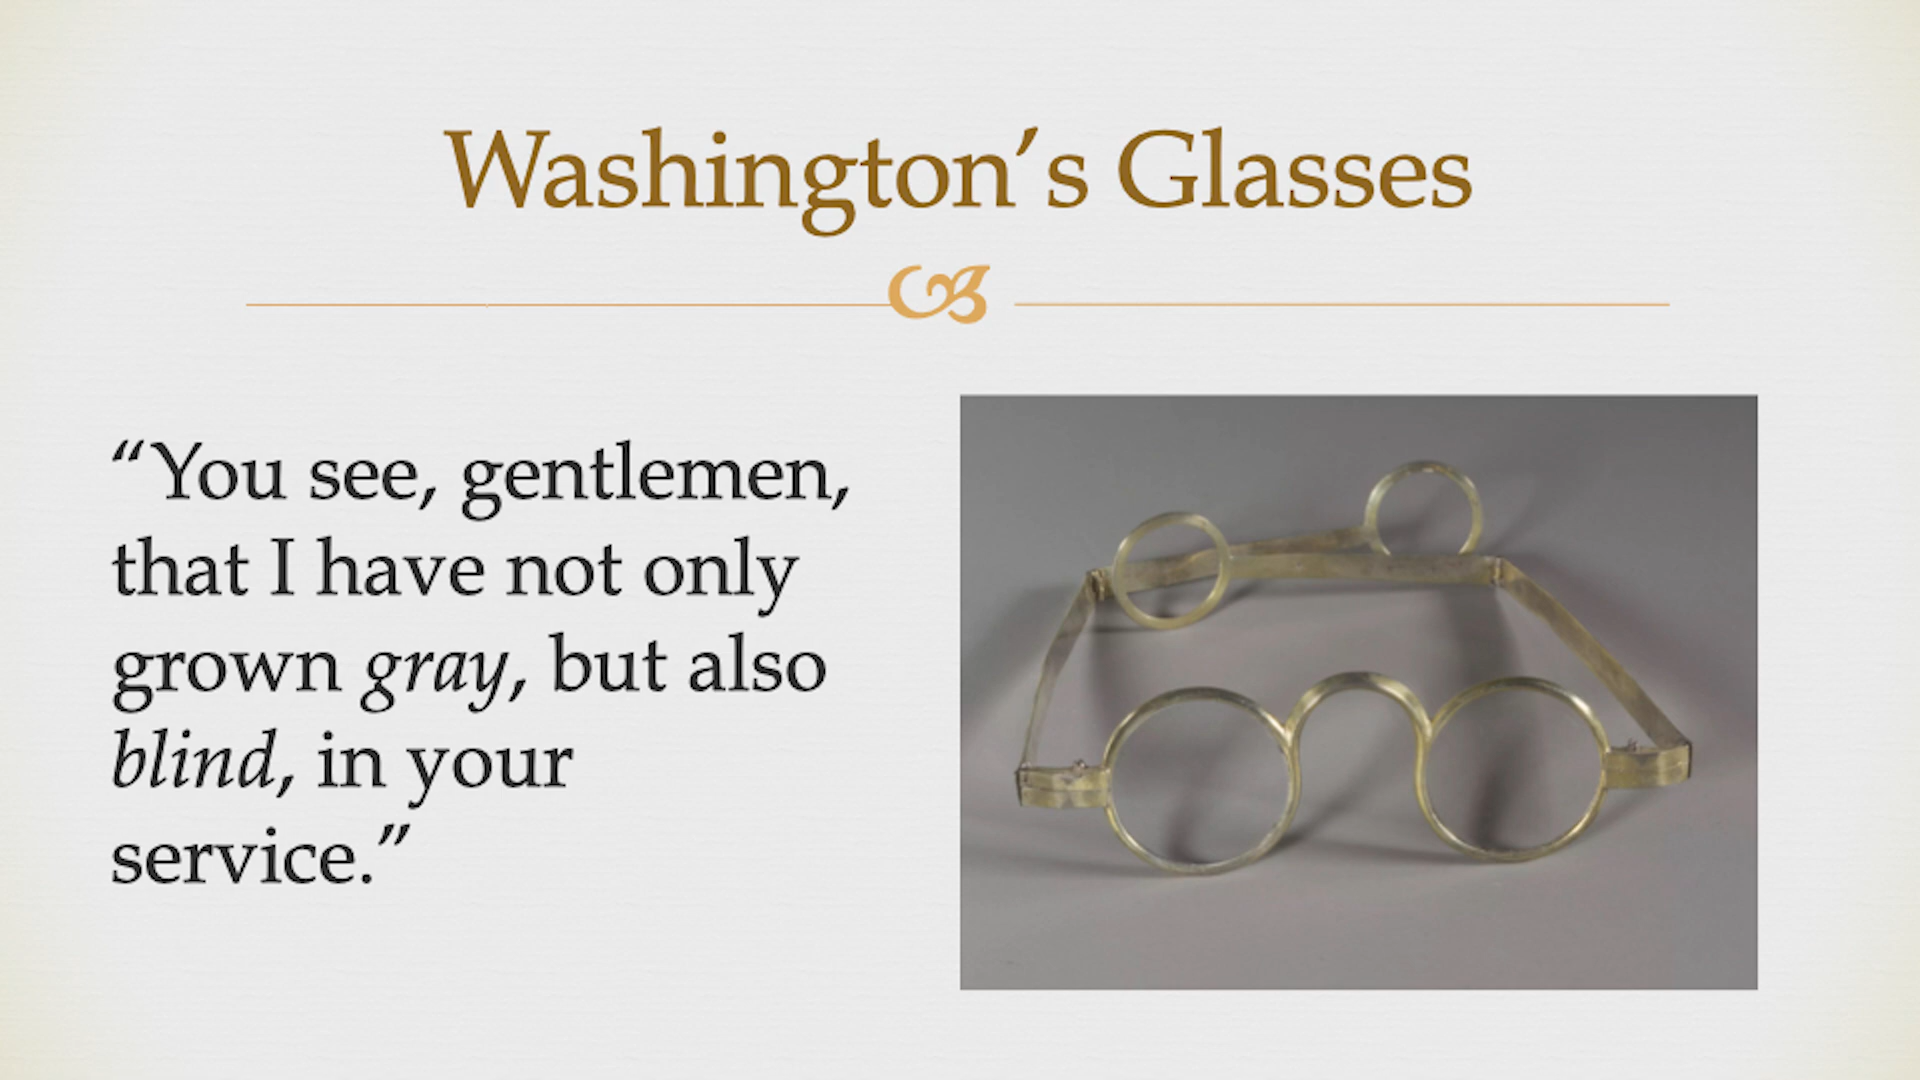 Washington’s Glasses
“You see, gentlemen,
that I have not only
grown gray, but also
blind, in your
service.”